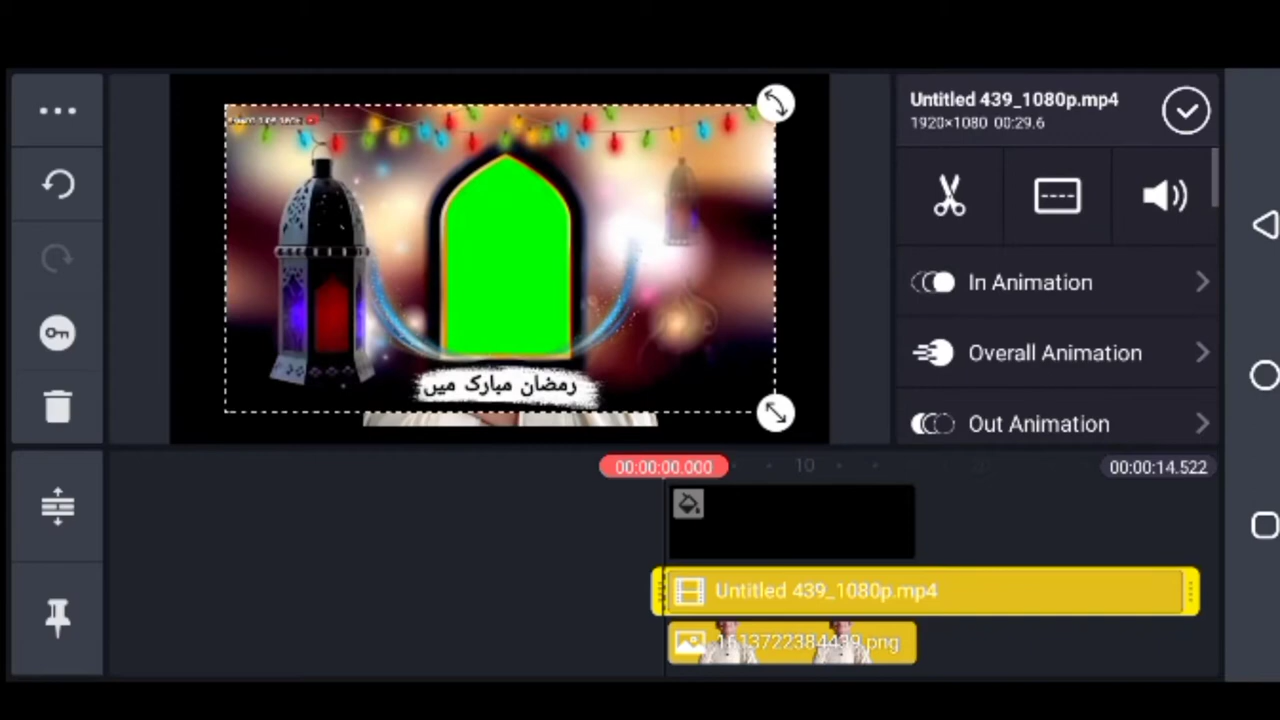 Untitled 439_1080p.mp4
1920×1080 00:29.6
In Animation
Overall Animation
Out Animation
رمضان مبارک میں
00:00:00.000
10
00:00:14.522
Untitled 439_1080p.mp4
1613722384439.png